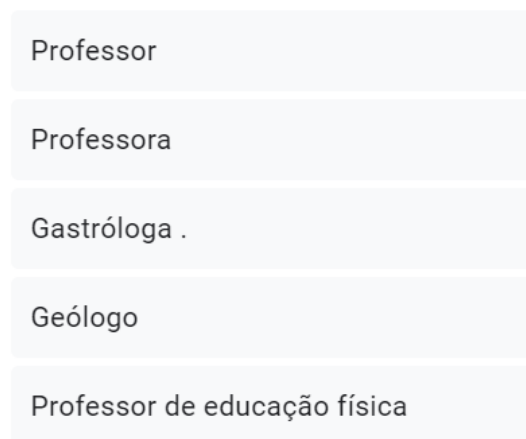 Professor
Professora
Gastróloga .
Geólogo
Professor de educação física